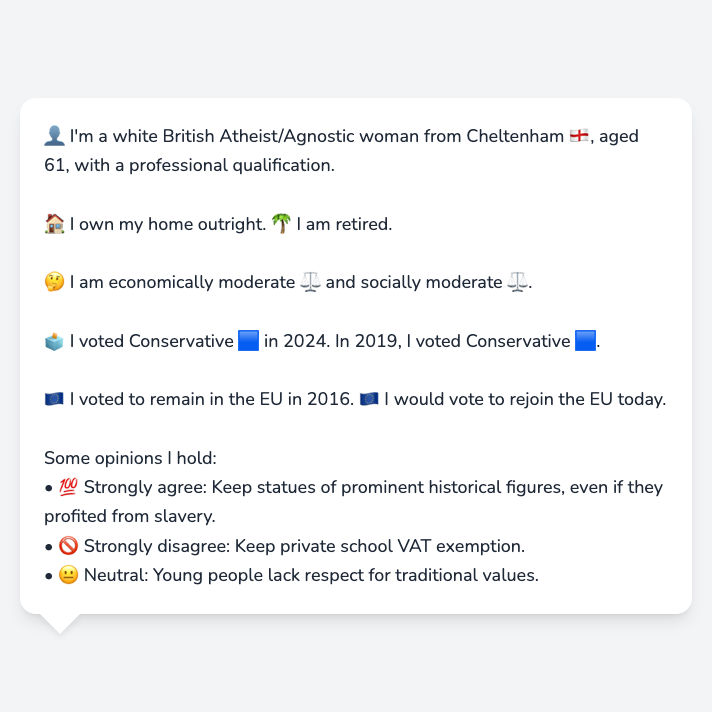 👤 I'm a white British Atheist/Agnostic woman from Cheltenham 🏴󠁧󠁢󠁥󠁮󠁧󠁿, aged
61, with a professional qualification.
🏠 I own my home outright. 🌴 I am retired.
🤔 I am economically moderate ⚖️ and socially moderate ⚖️.
🗳️ I voted Conservative 🟦 in 2024. In 2019, I voted Conservative 🟦.
🇪🇺 I voted to remain in the EU in 2016. 🇪🇺 I would vote to rejoin the EU today.
Some opinions I hold:
• 💯 Strongly agree: Keep statues of prominent historical figures, even if they
profited from slavery.
• 🚫 Strongly disagree: Keep private school VAT exemption.
• 😐 Neutral: Young people lack respect for traditional values.